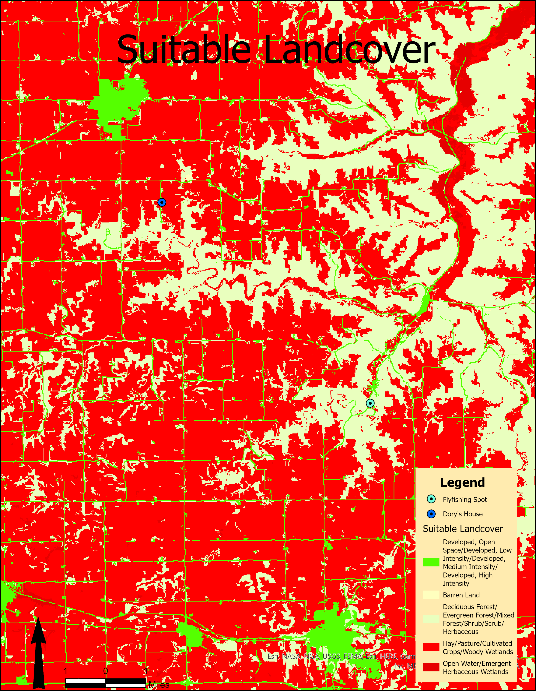 Suitable Landcover
Legend
Flyfishing Spot
Dory's House
Suitable Landcover
Developed, Open
Space/Developed, Low
Intensity/Developed,
Medium Intensity/
Developed, High
Intensity
Barren Land
Deciduous Forest/
Evergreen Forest/Mixed
Forest/Shrub/Scrub/
Herbaceous
Hay/Pasture/Cultivated
Crops/Woody Wetlands
Open Water/Emergent
Herbaceous Wetlands